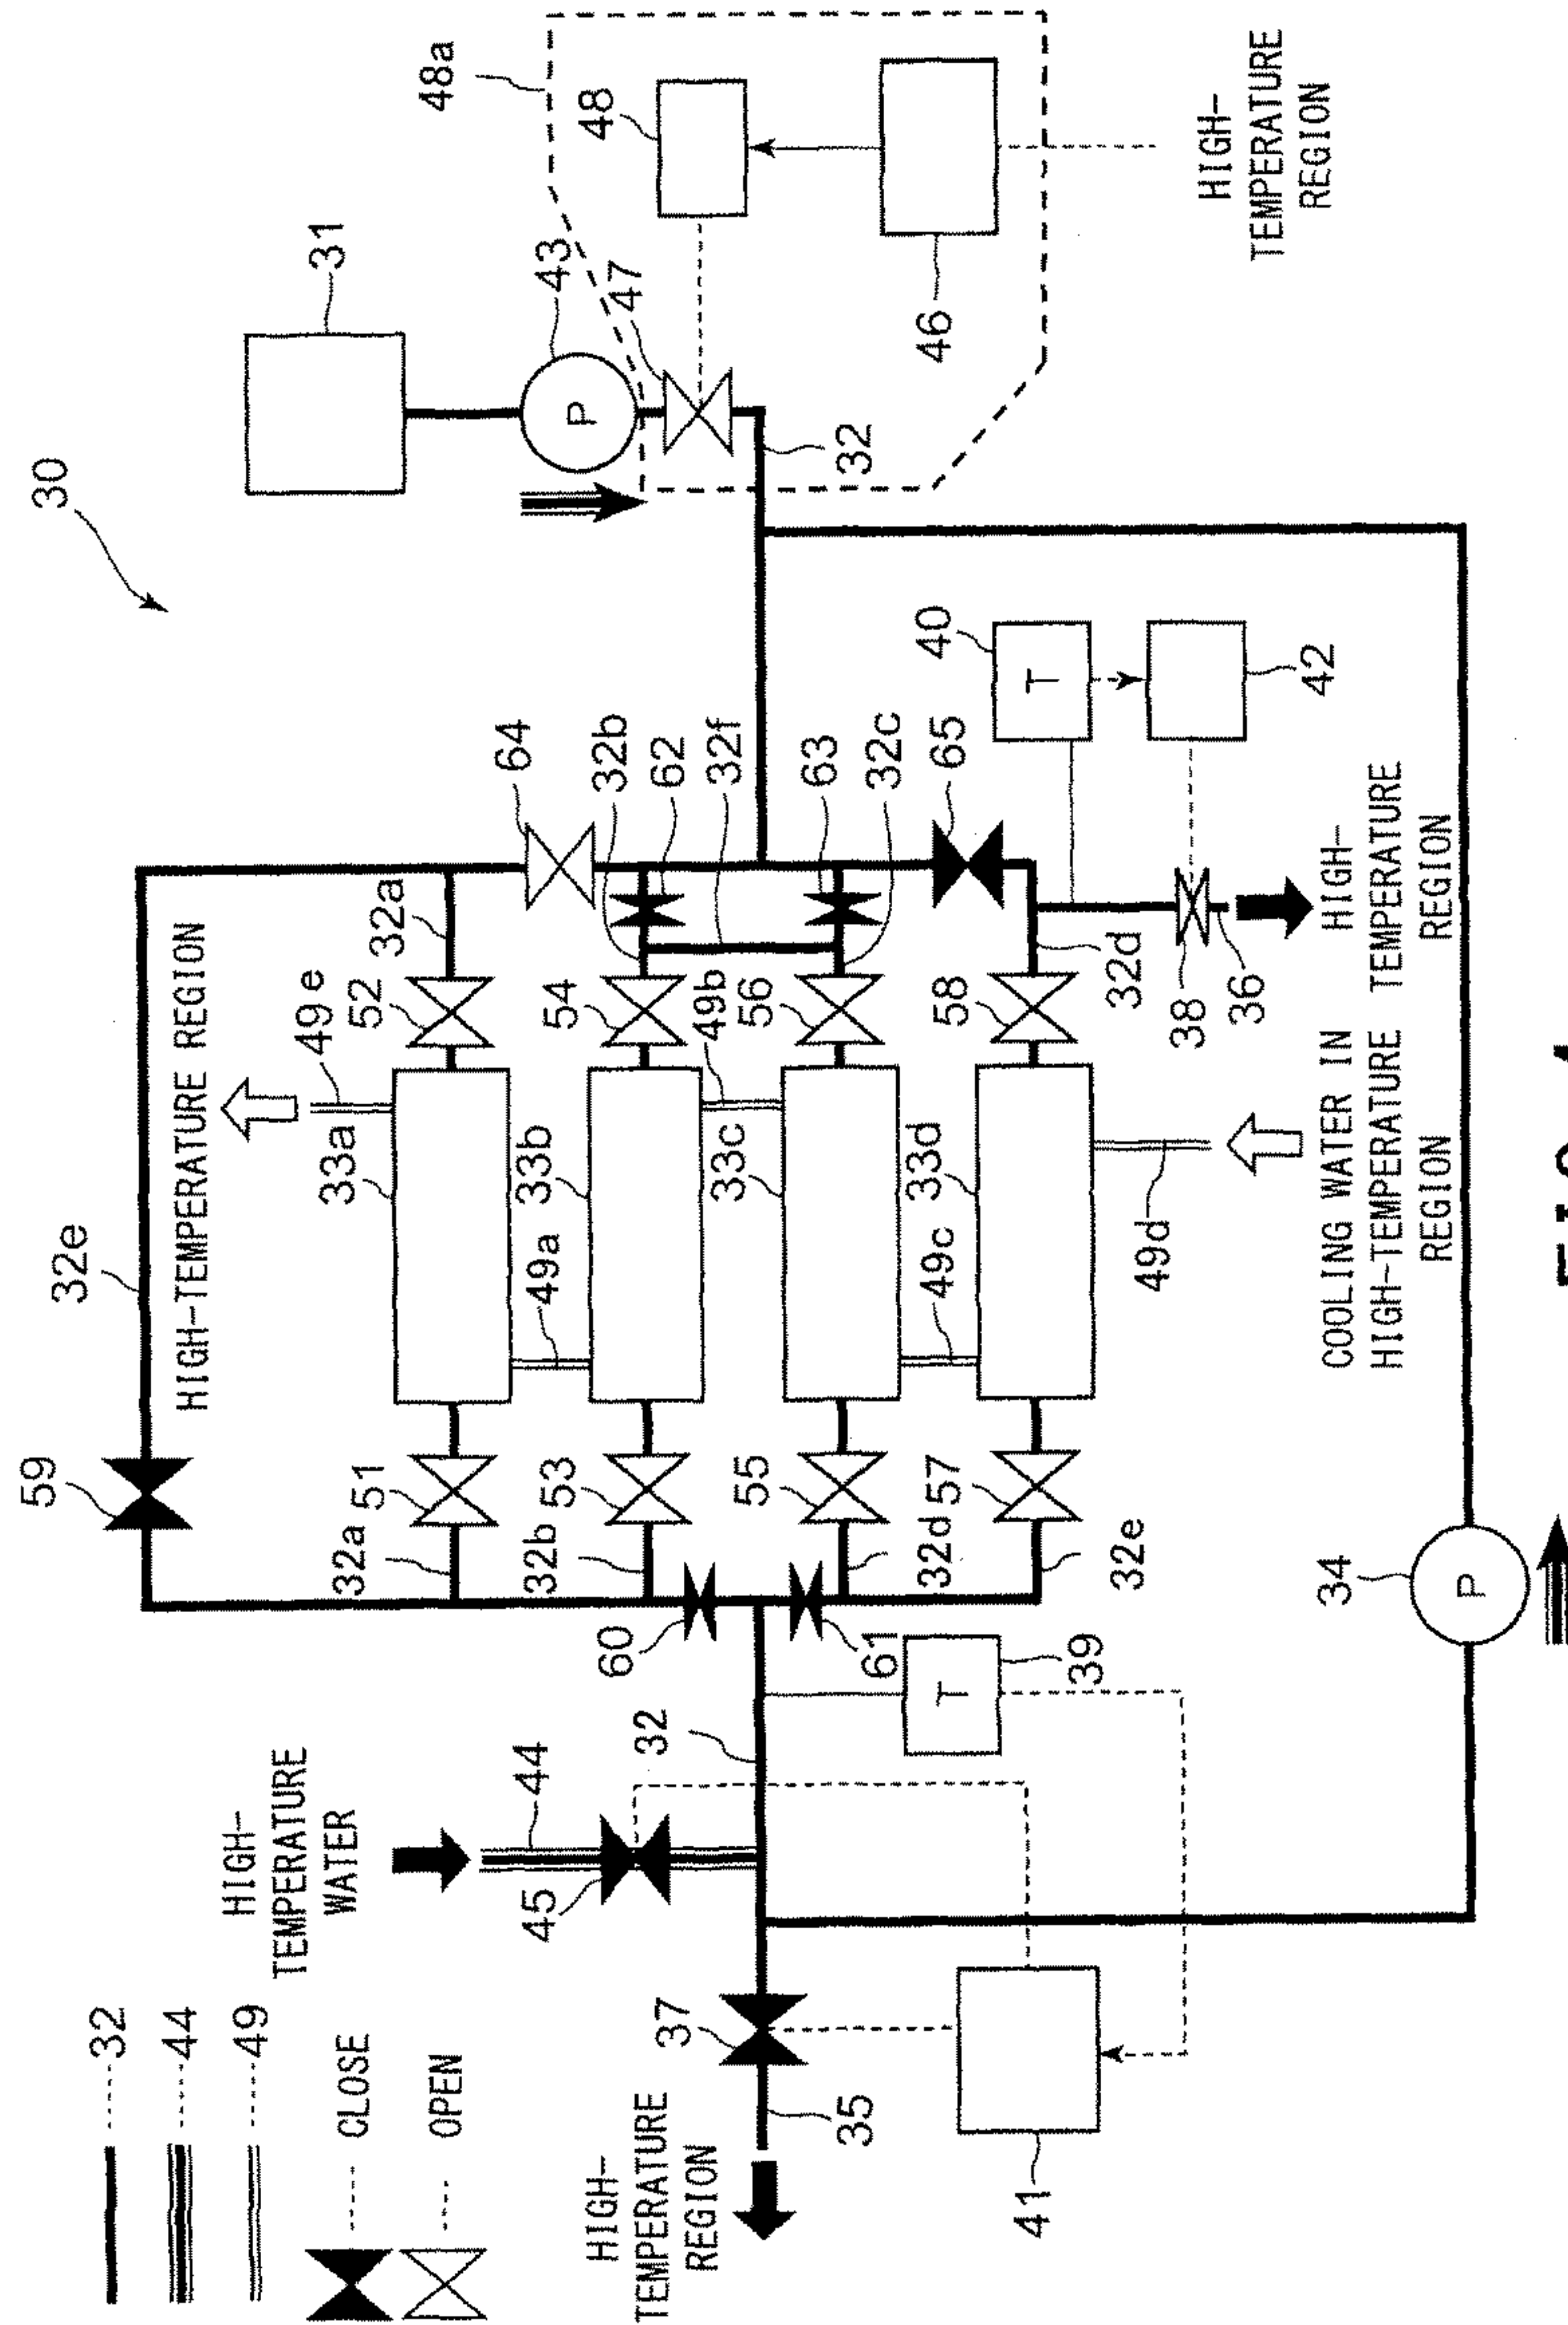 30
31
43
47
48a
48
46
HIGH-
TEMPERATURE
REGION
32
32e
59
HIGH-TEMPERATURE REGION
64
32b
62
32f
63
32c
65
40
T
42
32a
52
49e
54
49b
56
58
32d
38
36
HIGH-
TEMPERATURE
REGION
33a
33b
33c
33d
49a
49c
49d
COOLING WATER IN
HIGH-TEMPERATURE
REGION
51
53
55
57
32a
32b
32d
32e
60
61
39
T
34
P
P
HIGH-
TEMPERATURE
WATER
44
45
32
37
35
41
HIGH-
TEMPERATURE
REGION
32
44
49
CLOSE
OPEN